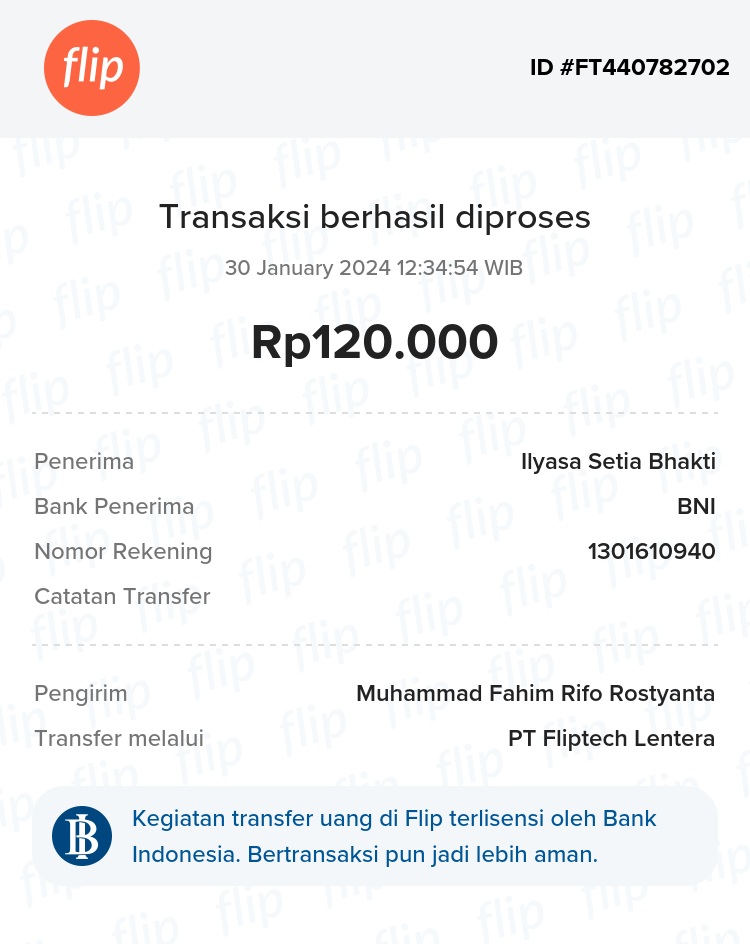 flip
ID #FT440782702
Transaksi berhasil diproses
30 January 2024 12:34:54 WIB
Rp120.000
Penerima Ilyasa Setia Bhakti
Bank Penerima BNI
Nomor Rekening 1301610940
Catatan Transfer
Pengirim Muhammad Fahim Rifo Rostyanta
Transfer melalui PT Fliptech Lentera
Kegiatan transfer uang di Flip terlisensi oleh Bank
Indonesia. Bertransaksi pun jadi lebih aman.